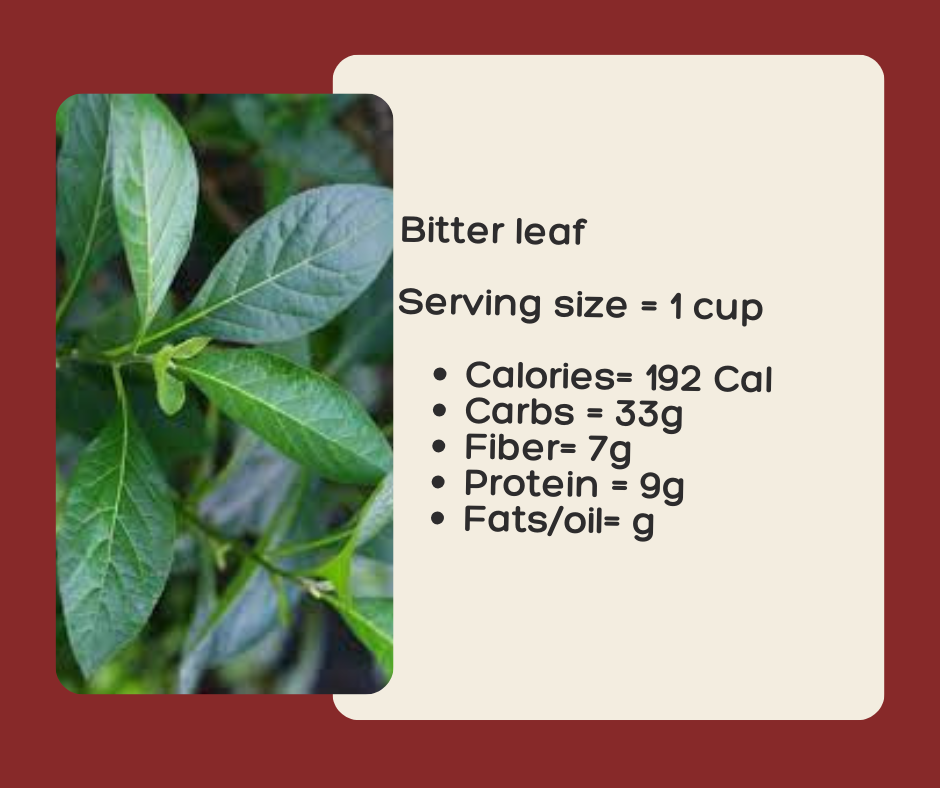 Bitter leaf
Serving size = 1 cup
• Calories= 192 Cal
• Carbs = 33g
• Fiber= 7g
• Protein = 9g
• Fats/oil= g